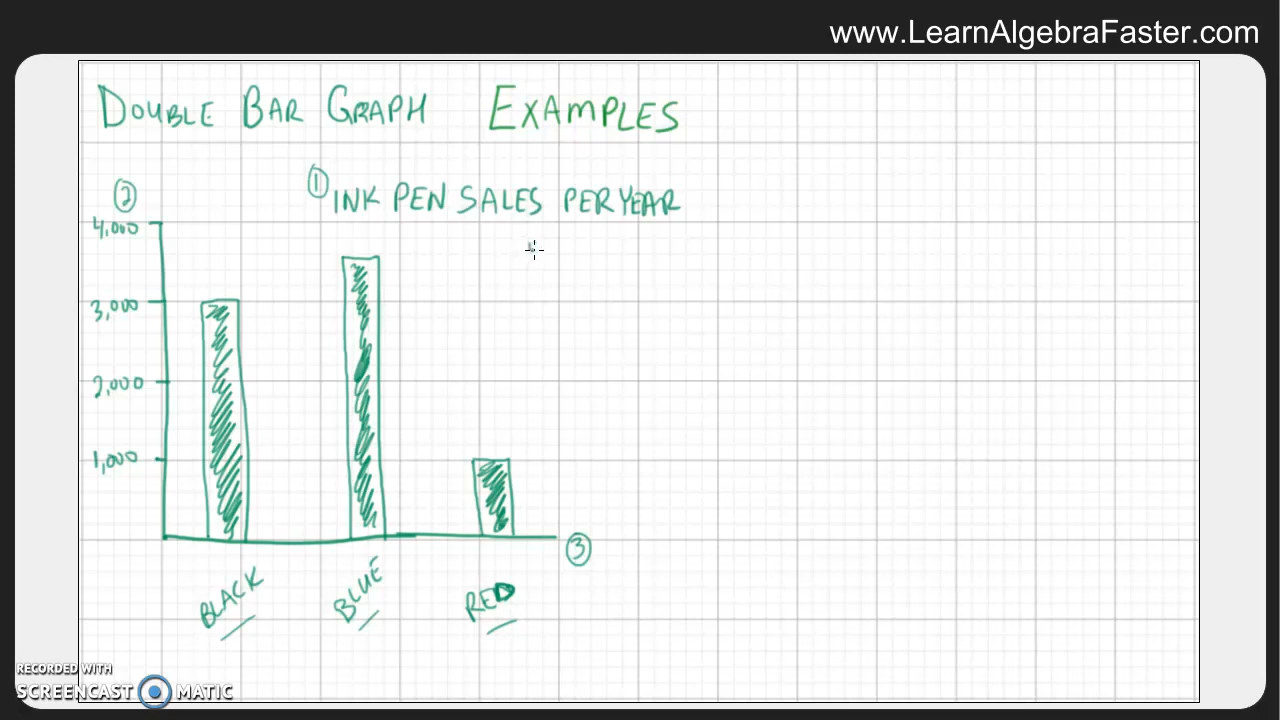 www.LearnAlgebraFaster.com
DOUBLE BAR GRAPH EXAMPLES
① INK PEN SALES PER YEAR
②
4,000
3,000
2,000
1,000
③
BLACK BLUE RED
RECORDED WITH
SCREENCAST MATIC